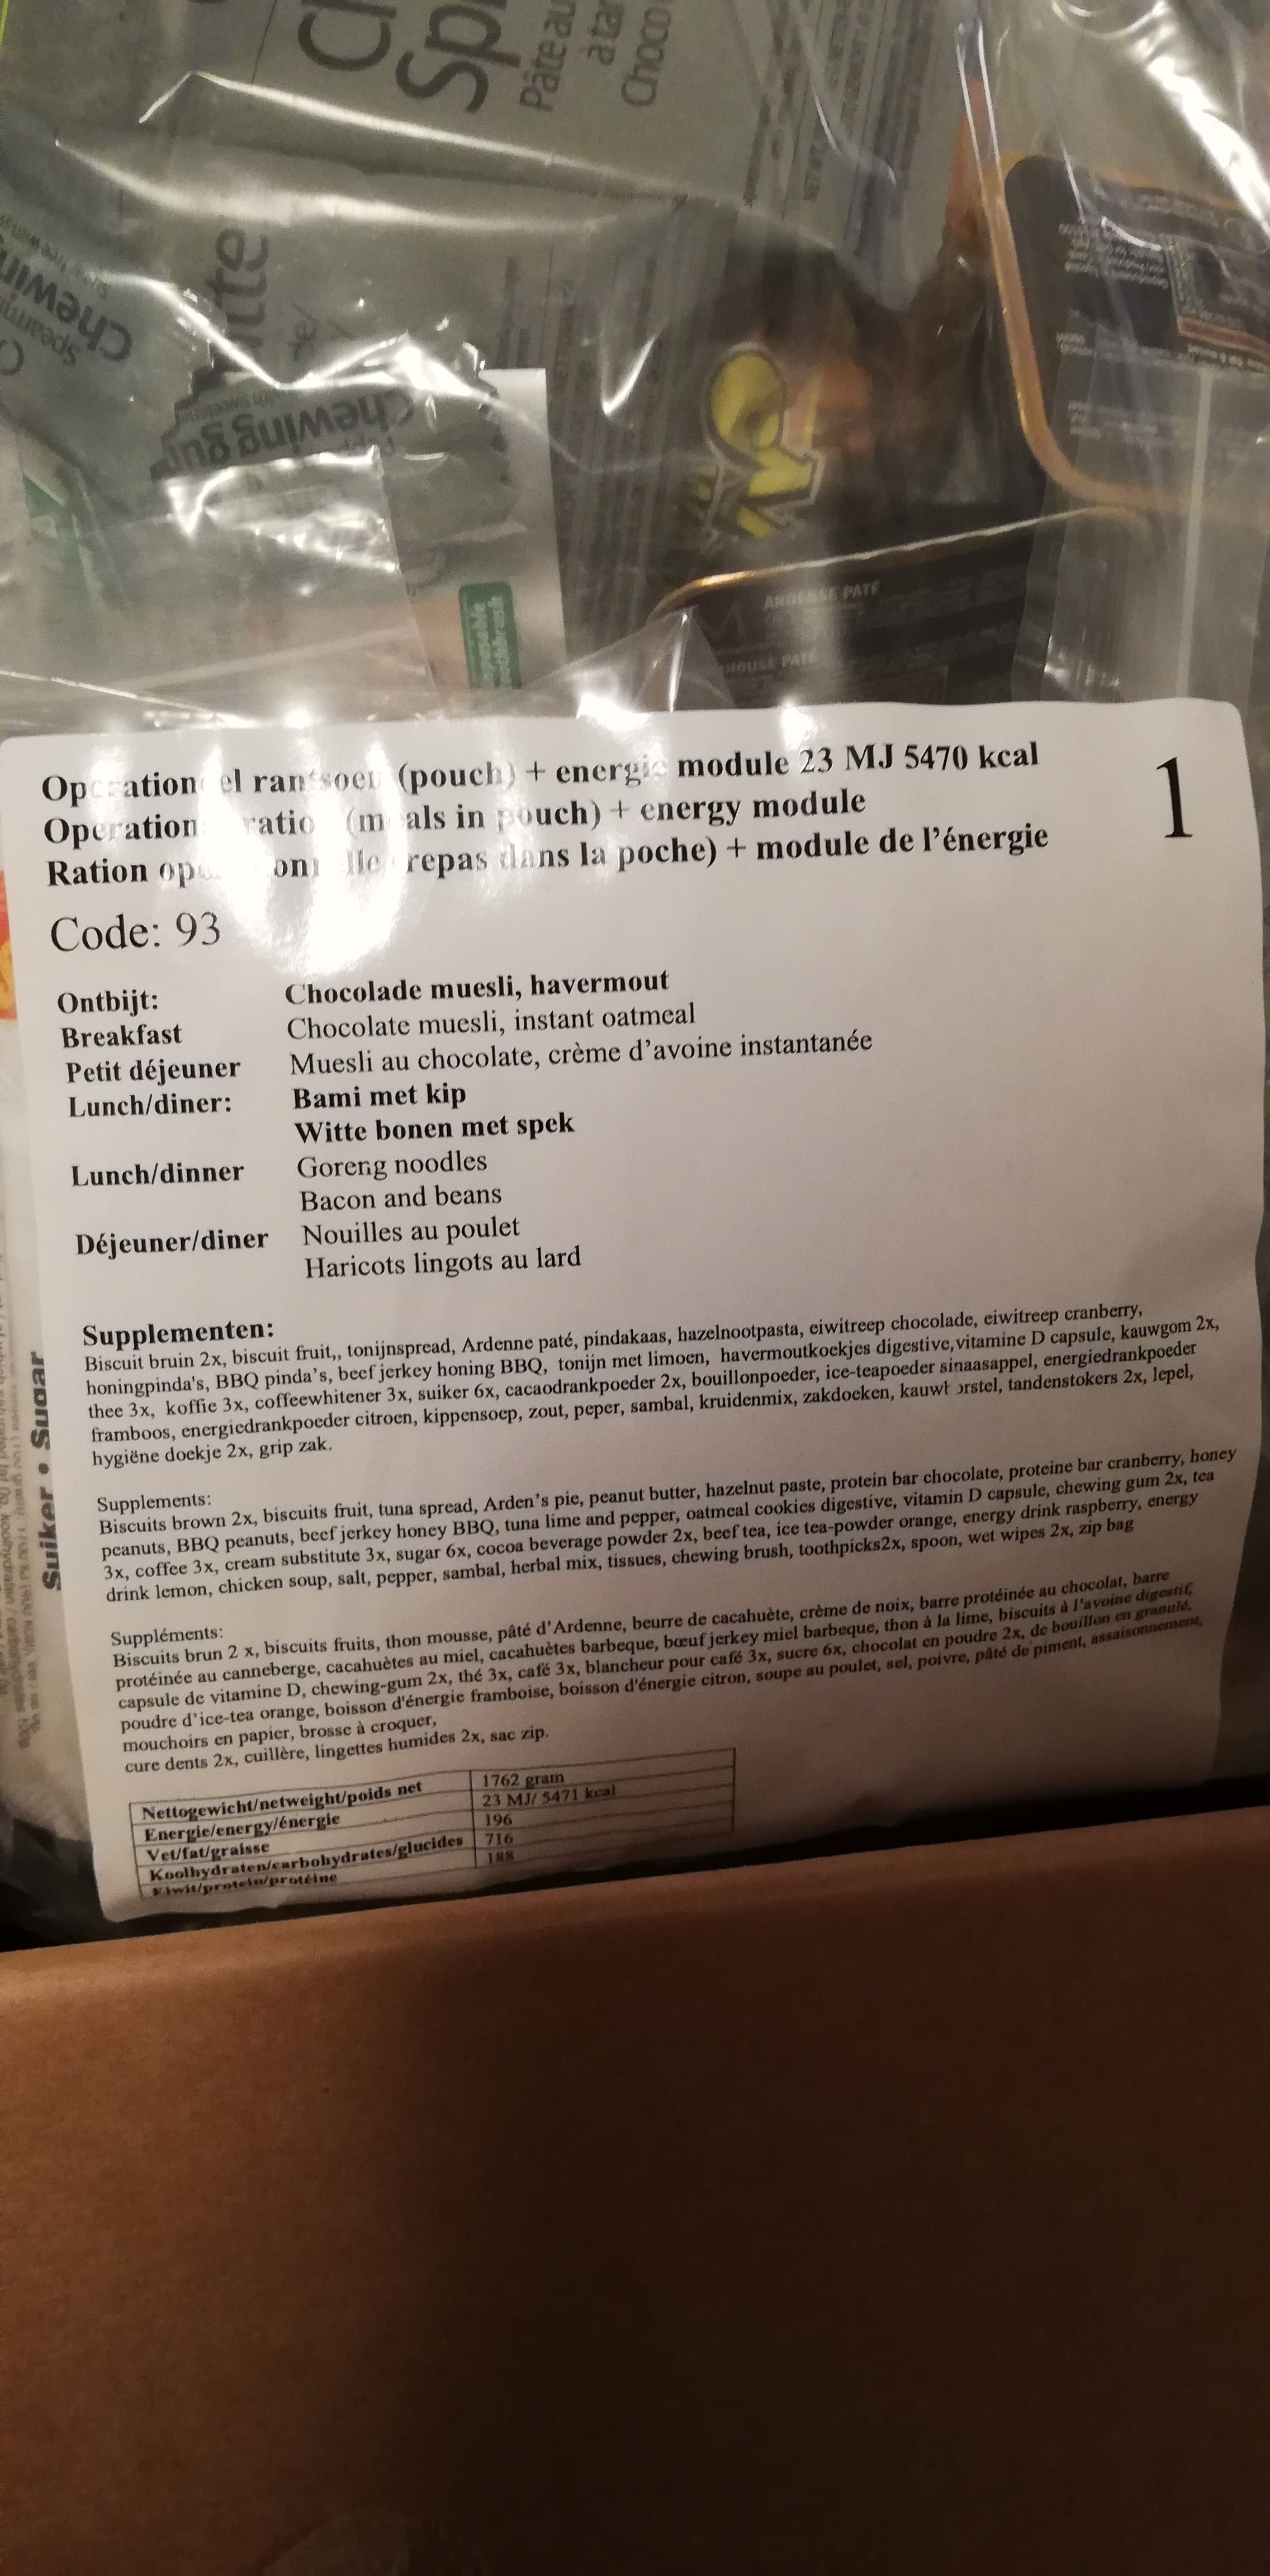 Pâte au
à tar
Choco
Chewing gum
ARDENSE PATÉ
Operationeel rantsoen (pouch) + energie module 23 MJ 5470 kcal
1
Operation ratio (meals in pouch) + energy module
Ration opérationnelle (repas dans la poche) + module de l'énergie
Code: 93
Ontbijt: Chocolade muesli, havermout
Breakfast Chocolate muesli, instant oatmeal
Petit déjeuner Muesli au chocolate, crème d'avoine instantanée
Lunch/diner: Bami met kip
Witte bonen met spek
Lunch/dinner Goreng noodles
Bacon and beans
Déjeuner/diner Nouilles au poulet
Haricots lingots au lard
Supplementen:
Biscuit bruin 2x, biscuit fruit,, tonijnspread, Ardenne paté, pindakaas, hazelnootpasta, eiwitreep chocolade, eiwitreep cranberry,
honingpinda's, BBQ pinda's, beef jerkey honing BBQ, tonijn met limoen, havermoutkoekjes digestive,vitamine D capsule, kauwgom 2x,
thee 3x, koffie 3x, coffeewhitener 3x, suiker 6x, cacaodrankpoeder 2x, bouillonpoeder, ice-teapoeder sinaasappel, energiedrankpoeder
framboos, energiedrankpoeder citroen, kippensoep, zout, peper, sambal, kruidenmix, zakdoeken, kauwborstel, tandenstokers 2x, lepel,
hygiëne doekje 2x, grip zak.
Supplements:
Biscuits brown 2x, biscuits fruit, tuna spread, Arden's pie, peanut butter, hazelnut paste, protein bar chocolate, proteine bar cranberry, honey
peanuts, BBQ peanuts, beef jerkey honey BBQ, tuna lime and pepper, oatmeal cookies digestive, vitamin D capsule, chewing gum 2x, tea
3x, coffee 3x, cream substitute 3x, sugar 6x, cocoa beverage powder 2x, beef tea, ice tea-powder orange, energy drink raspberry, energy
drink lemon, chicken soup, salt, pepper, sambal, herbal mix, tissues, chewing brush, toothpicks2x, spoon, wet wipes 2x, zip bag
Suppléments:
Biscuits brun 2 x, biscuits fruits, thon mousse, pâté d'Ardenne, beurre de cacahuète, crème de noix, barre protéinée au chocolat, barre
protéinée au canneberge, cacahuètes au miel, cacahuètes barbeque, bœuf jerkey miel barbeque, thon à la lime, biscuits à l'avoine digestif,
capsule de vitamine D, chewing-gum 2x, thé 3x, café 3x, blancheur pour café 3x, sucre 6x, chocolat en poudre 2x, de bouillon en granulé,
poudre d'ice-tea orange, boisson d'énergie framboise, boisson d'énergie citron, soupe au poulet, sel, poivre, pâté de piment, assaisonnement,
mouchoirs en papier, brosse à croquer,
cure dents 2x, cuillère, lingettes humides 2x, sac zip.
Nettogewicht/netweight/poids net 1762 gram
Energie/energy/énergie 23 MJ/ 5471 kcal
Vet/fat/graisse 196
Koolhydraten/carbohydrates/glucides 716
Eiwit/protein/protéine 188
Suiker • Sugar